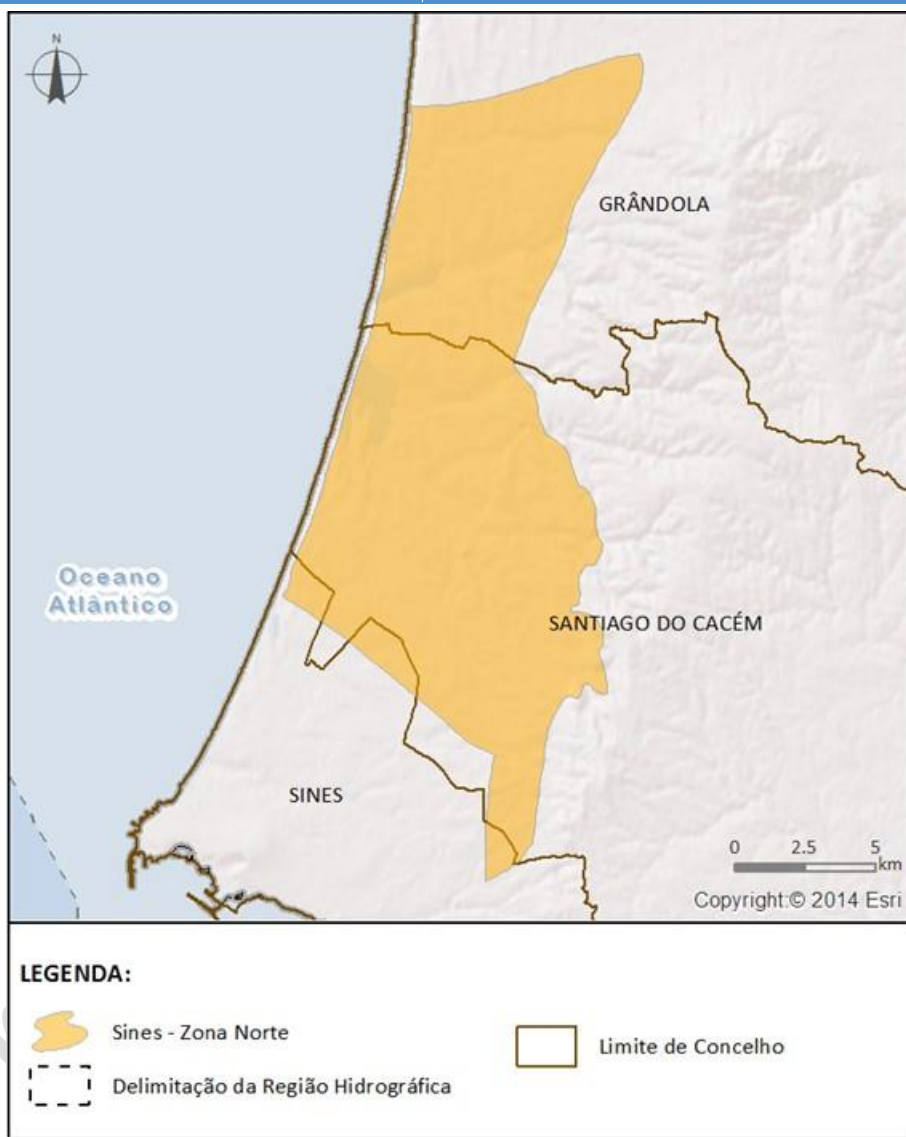 N
GRÂNDOLA
Oceano
Atlântico
SANTIAGO DO CACÉM
SINES
0 2.5 5
km
Copyright:© 2014 Esri
LEGENDA:
Sines - Zona Norte
Limite de Concelho
Delimitação da Região Hidrográfica